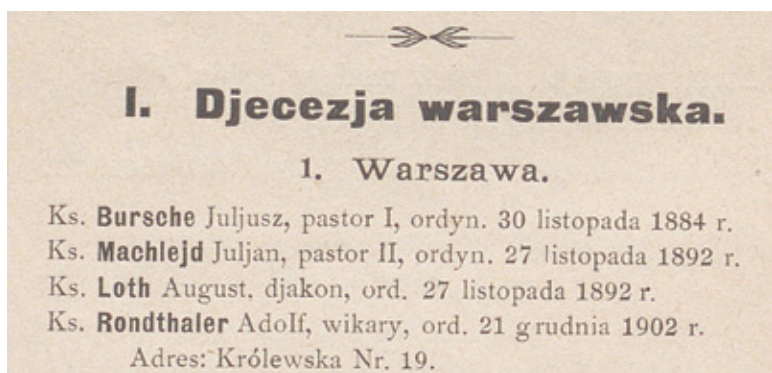 I. Djecezja warszawska.
1. Warszawa.
Ks. Bursche Juljusz, pastor I, ordyn. 30 listopada 1884 r.
Ks. Machlejd Juljan, pastor II, ordyn. 27 listopada 1892 r.
Ks. Loth August, djakon, ord. 27 listopada 1892 r.
Ks. Rondthaler Adolf, wikary, ord. 21 grudnia 1902 r.
Adres: Królewska Nr. 19.